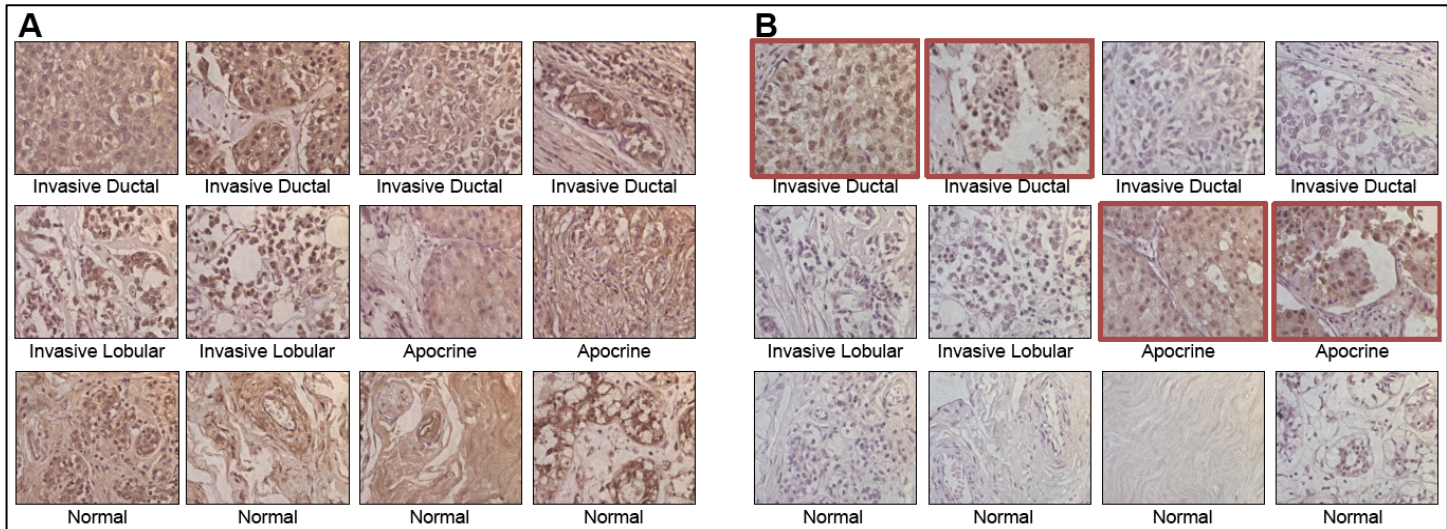 A
Invasive Ductal Invasive Ductal Invasive Ductal Invasive Ductal
Invasive Lobular Invasive Lobular Apocrine Apocrine
Normal Normal Normal Normal
B
Invasive Ductal Invasive Ductal Invasive Ductal Invasive Ductal
Invasive Lobular Invasive Lobular Apocrine Apocrine
Normal Normal Normal Normal